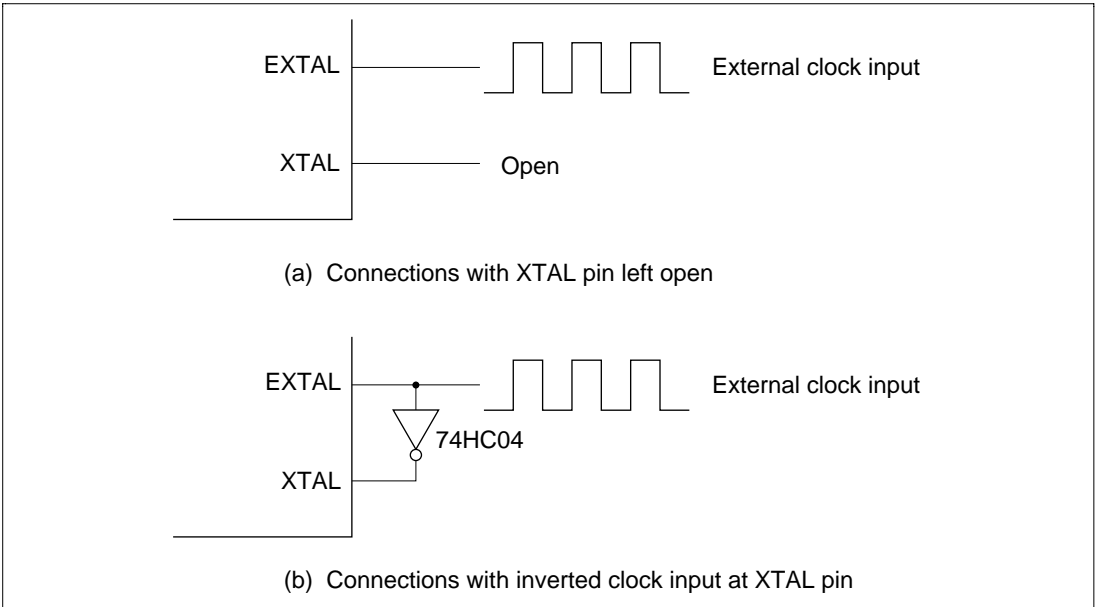 EXTAL
External clock input
XTAL
Open
(a) Connections with XTAL pin left open
EXTAL
External clock input
74HC04
XTAL
(b) Connections with inverted clock input at XTAL pin